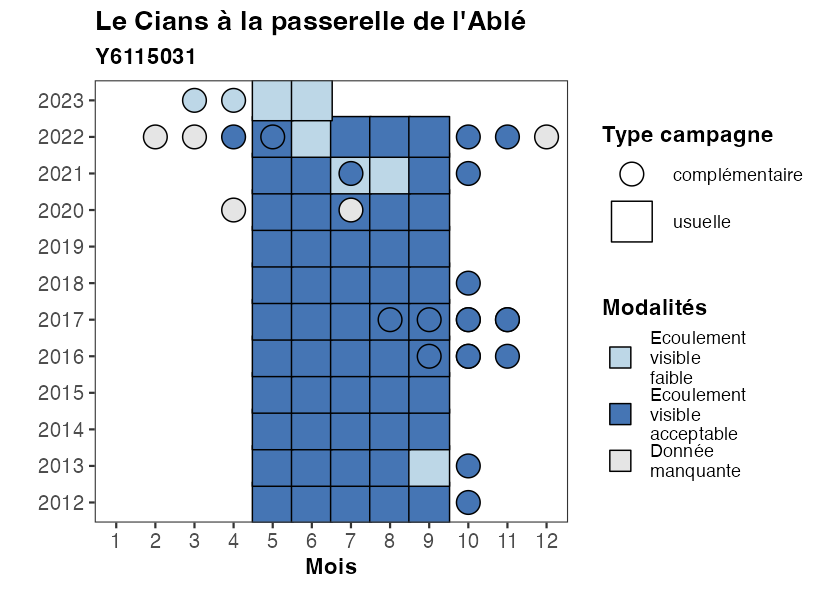 Le Cians à la passerelle de l'Ablé
Y6115031
2023
2022
2021
2020
2019
2018
2017
2016
2015
2014
2013
2012
1 2 3 4 5 6 7 8 9 10 11 12
Mois
Type campagne
complémentaire
usuelle
Modalités
Ecoulement
visible
faible
Ecoulement
visible
acceptable
Donnée
manquante